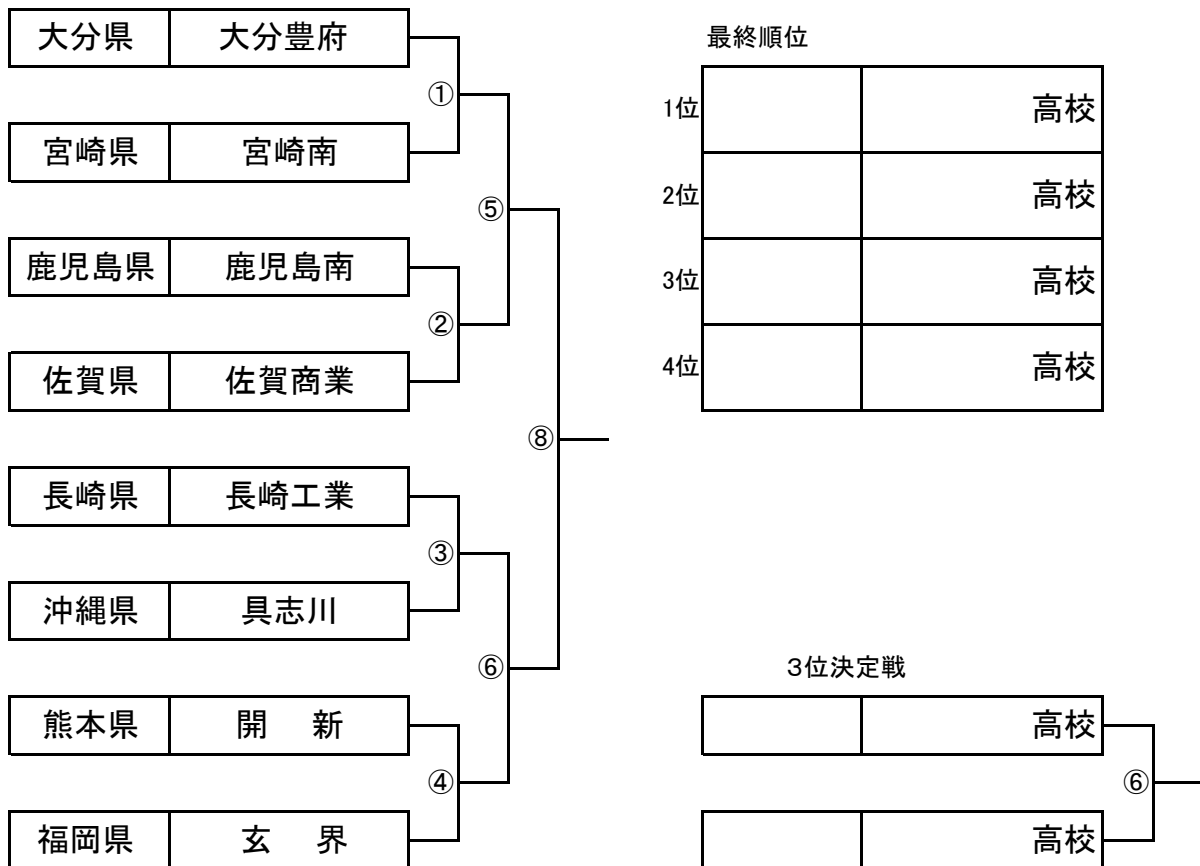 大分県 大分豊府
①
宮崎県 宮崎南
⑤
鹿児島県 鹿児島南
②
佐賀県 佐賀商業
⑧
長崎県 長崎工業
③
沖縄県 具志川
⑥
熊本県 開 新
④
福岡県 玄 界
最終順位
1位 高校
2位 高校
3位 高校
4位 高校
3位決定戦
高校
⑥
高校